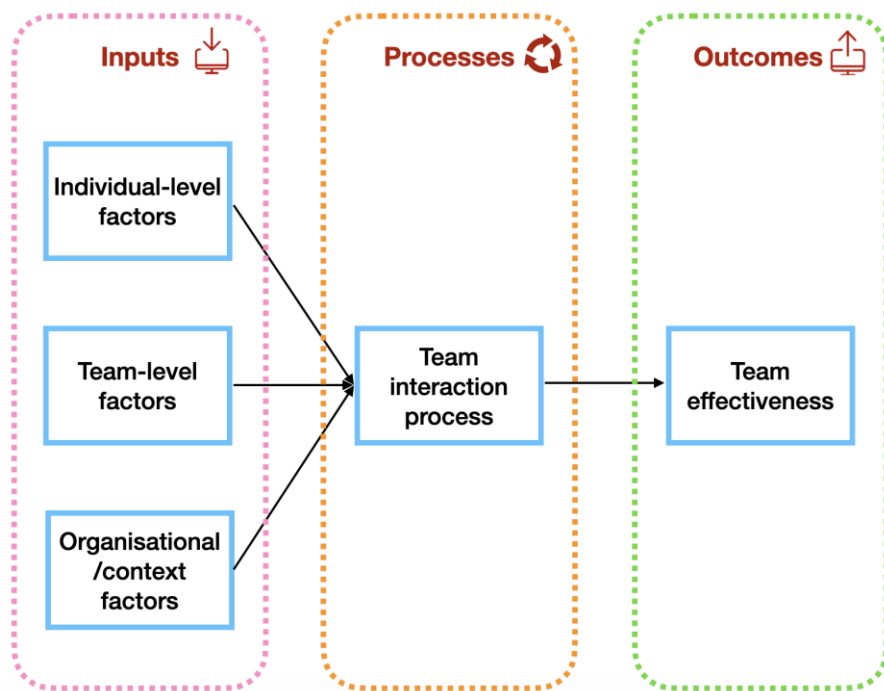 Inputs
Processes
Outcomes
Individual-level
factors
Team-level
factors
Organisational
/context
factors
Team
interaction
process
Team
effectiveness